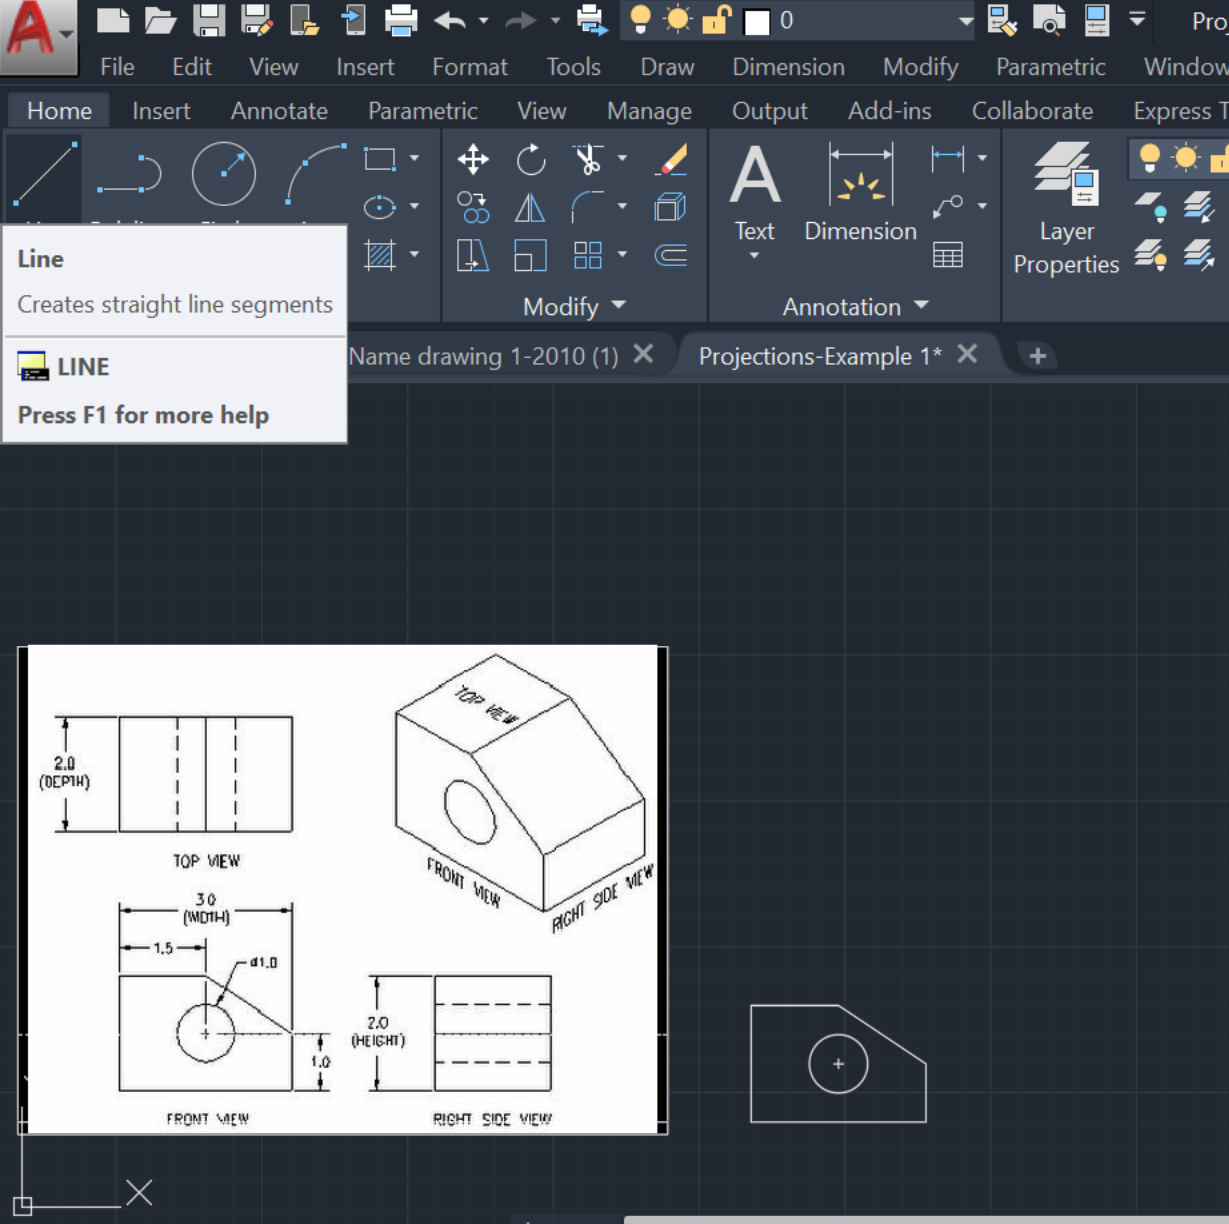 0
Proj
File Edit View Insert Format Tools Draw Dimension Modify Parametric Window
Home Insert Annotate Parametric View Manage Output Add-ins Collaborate Express T
Text Dimension Layer Properties
Line
Creates straight line segments
LINE
Press F1 for more help
Modify Annotation
Name drawing 1-2010 (1) Projections-Example 1*
TOP VIEW
2.0
(DEPTH)
TOP VIEW
FRONT VIEW
RIGHT SIDE VIEW
3.0
(WIDTH)
1.5
d1.0
2.0
(HEIGHT)
1.0
FRONT VIEW
RIGHT SIDE VIEW
X